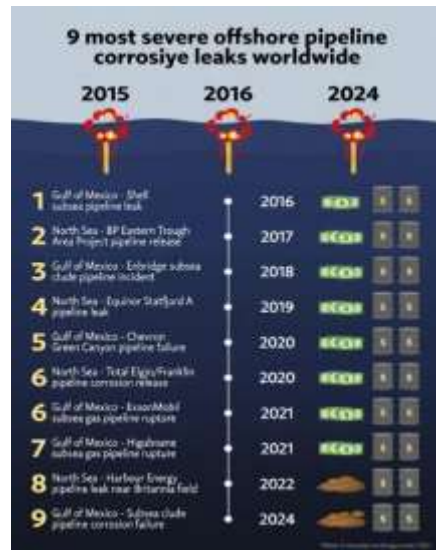 9 most severe offshore pipeline
corrosiye leaks worldwide
2015 2016 2024
1 Gulf of Mexico - Shell
subsea pipeline leak
2016
2 North Sea - BP Eastern Trough
Area Project pipeline release
2017
3 Gulf of Mexico - Enbridge subsea
clude pipeline incident
2018
4 North Sea - Equinor Statfjord A
pipeline leak
2019
5 Gulf of Mexico - Chevron
Green Canyon pipeline failure
2020
6 North Sea - Total Elgin/Franklin
pipeline corrosion release
2020
6 Gulf of Mexico - ExxonMobil
subsea gas pipeline rupture
2021
7 Gulf of Mexico -
subsea gas pipeline rupture
2021
8 North Sea - Harbour Energy
pipeline leak near Britannia field
2022
9 Gulf of Mexico - Subsea clude
pipeline corrosion failure
2024